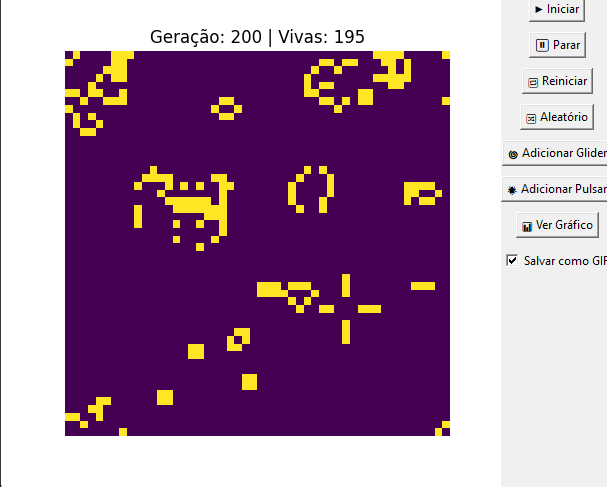 Geração: 200 | Vivas: 195
Iniciar
Parar
Reiniciar
Aleatório
Adicionar Glider
Adicionar Pulsar
Ver Gráfico
Salvar como GIF